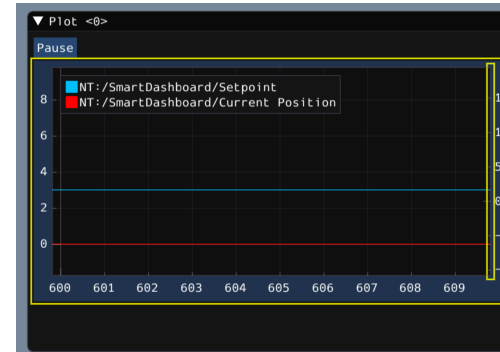 Plot <0>
Pause
NT:/SmartDashboard/Setpoint
NT:/SmartDashboard/Current Position
8
6
4
2
0
600 601 602 603 604 605 606 607 608 609